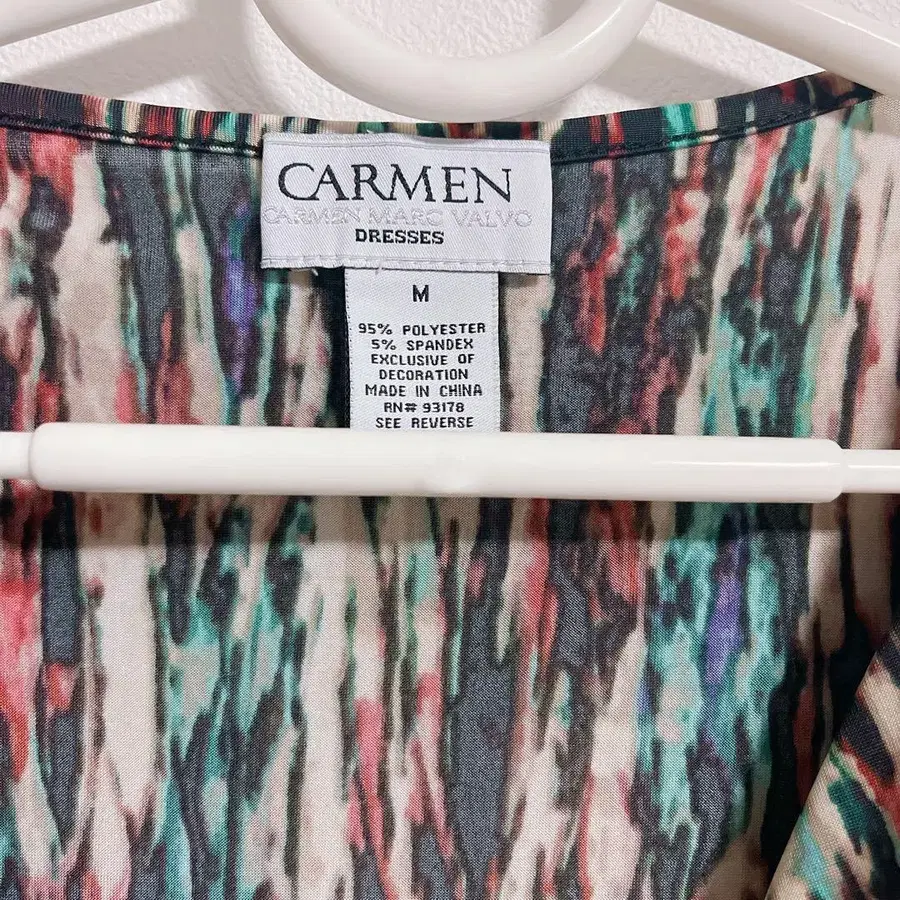 CARMEN
CARMEN MARC VALVO
DRESSES
M
95% POLYESTER
5% SPANDEX
EXCLUSIVE OF
DECORATION
MADE IN CHINA
RN# 93178
SEE REVERSE